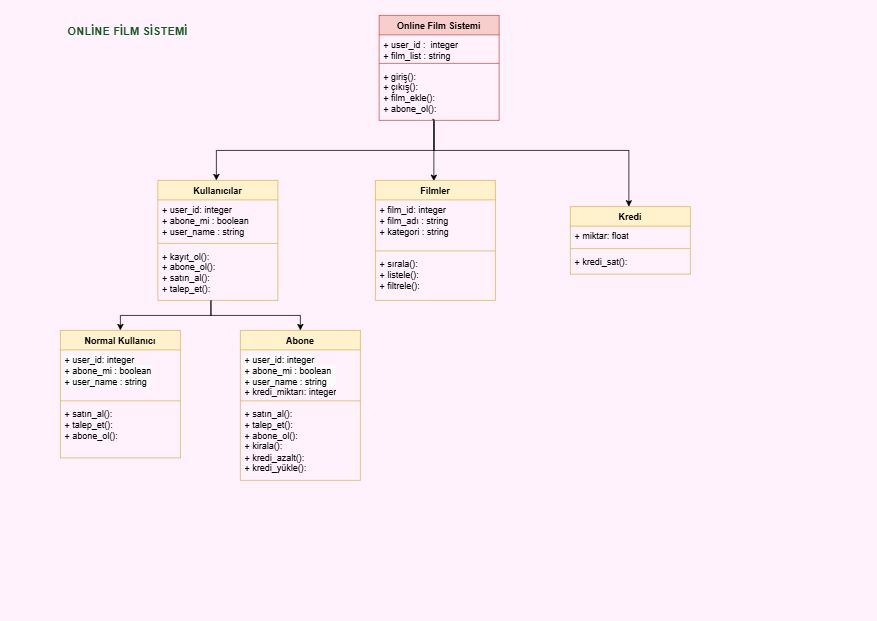 ONLİNE FİLM SİSTEMİ
Online Film Sistemi
+ user_id : integer
+ film_list : string
+ giriş():
+ çıkış():
+ film_ekle():
+ abone_ol():
Kullanıcılar
+ user_id: integer
+ abone_mi : boolean
+ user_name : string
+ kayıt_ol():
+ abone_ol():
+ satın_al():
+ talep_et():
Filmler
+ film_id: integer
+ film_adı : string
+ kategori : string
+ sırala():
+ listele():
+ filtrele():
Kredi
+ miktar: float
+ kredi_sat():
Normal Kullanıcı
+ user_id: integer
+ abone_mi : boolean
+ user_name : string
+ satın_al():
+ talep_et():
+ abone_ol():
Abone
+ user_id: integer
+ abone_mi : boolean
+ user_name : string
+ kredi_miktarı: integer
+ satın_al():
+ talep_et():
+ abone_ol():
+ kirala():
+ kredi_azalt():
+ kredi_yükle():